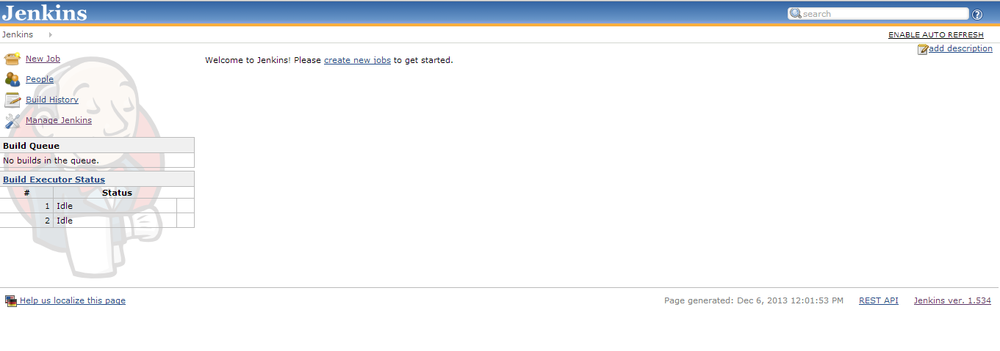 Jenkins
search
?
Jenkins
ENABLE AUTO REFRESH
add description
New Job
People
Build History
Manage Jenkins
Welcome to Jenkins! Please create new jobs to get started.
Build Queue
No builds in the queue.
Build Executor Status
# Status
1 Idle
2 Idle
Help us localize this page
Page generated: Dec 6, 2013 12:01:53 PM REST API Jenkins ver. 1.534